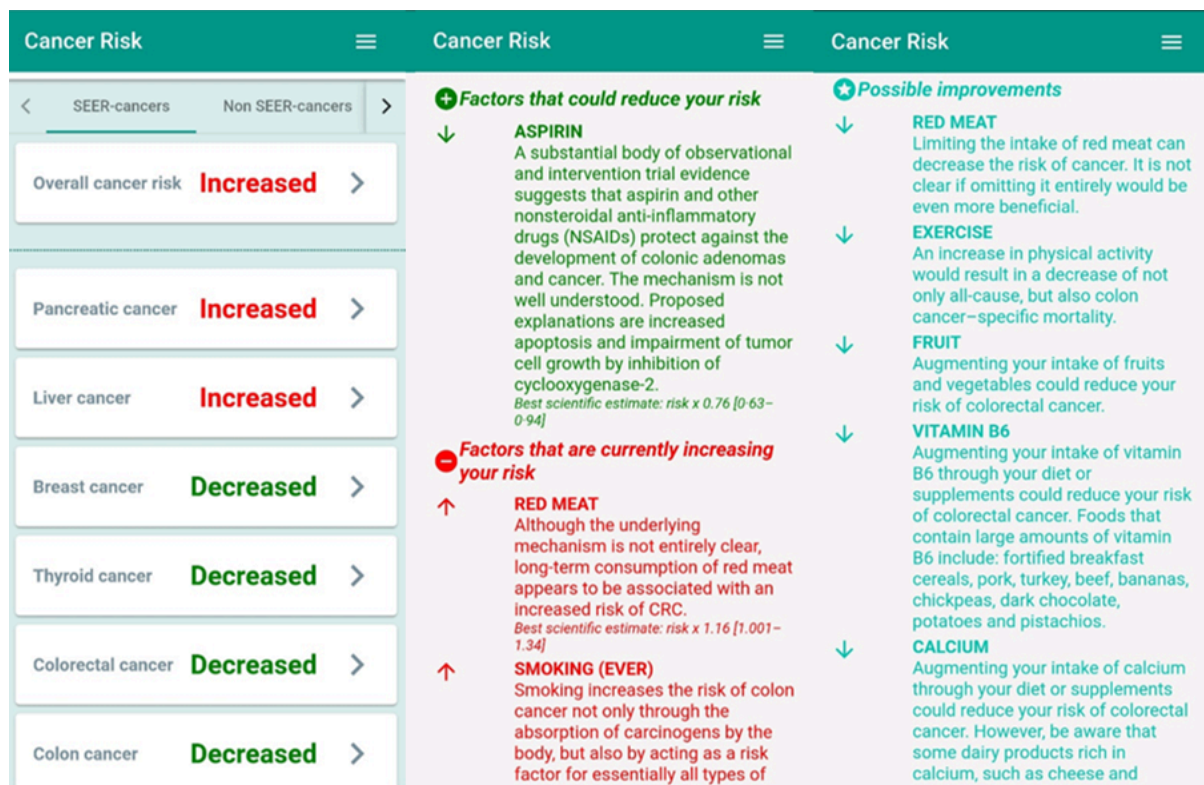 Cancer Risk
SEER-cancers
Non SEER-cancers
Overall cancer risk Increased
Pancreatic cancer Increased
Liver cancer Increased
Breast cancer Decreased
Thyroid cancer Decreased
Colorectal cancer Decreased
Colon cancer Decreased
Cancer Risk
Factors that could reduce your risk
ASPIRIN
A substantial body of observational
and intervention trial evidence
suggests that aspirin and other
nonsteroidal anti-inflammatory
drugs (NSAIDs) protect against the
development of colonic adenomas
and cancer. The mechanism is not
well understood. Proposed
explanations are increased
apoptosis and impairment of tumor
cell growth by inhibition of
cyclooxygenase-2.
Best scientific estimate: risk x 0.76 [0·63–
0·94]
Factors that are currently increasing
your risk
RED MEAT
Although the underlying
mechanism is not entirely clear,
long-term consumption of red meat
appears to be associated with an
increased risk of CRC.
Best scientific estimate: risk x 1.16 [1.001–
1.34]
SMOKING (EVER)
Smoking increases the risk of colon
cancer not only through the
absorption of carcinogens by the
body, but also by acting as a risk
factor for essentially all types of
Cancer Risk
Possible improvements
RED MEAT
Limiting the intake of red meat can
decrease the risk of cancer. It is not
clear if omitting it entirely would be
even more beneficial.
EXERCISE
An increase in physical activity
would result in a decrease of not
only all-cause, but also colon
cancer–specific mortality.
FRUIT
Augmenting your intake of fruits
and vegetables could reduce your
risk of colorectal cancer.
VITAMIN B6
Augmenting your intake of vitamin
B6 through your diet or
supplements could reduce your risk
of colorectal cancer. Foods that
contain large amounts of vitamin
B6 include: fortified breakfast
cereals, pork, turkey, beef, bananas,
chickpeas, dark chocolate,
potatoes and pistachios.
CALCIUM
Augmenting your intake of calcium
through your diet or supplements
could reduce your risk of colorectal
cancer. However, be aware that
some dairy products rich in
calcium, such as cheese and